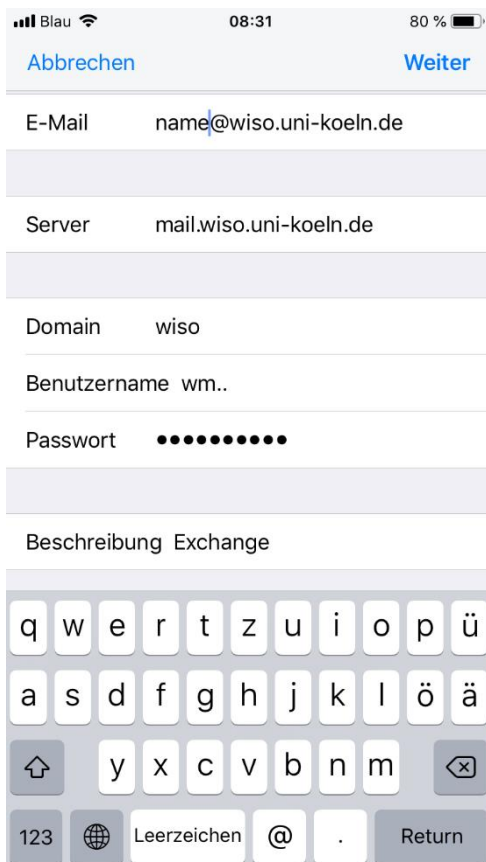 Blau 08:31 80 %
Abbrechen Weiter
E-Mail name@wiso.uni-koeln.de
Server mail.wiso.uni-koeln.de
Domain wiso
Benutzername wm..
Passwort ••••••••••
Beschreibung Exchange
q w e r t z u i o p ü
a s d f g h j k l ö ä
y x c v b n m
123 Leerzeichen @ . Return